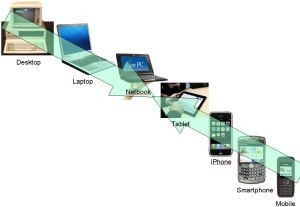 Desktop
Laptop
Netbook
Tablet
iPhone
Smartphone
Mobile